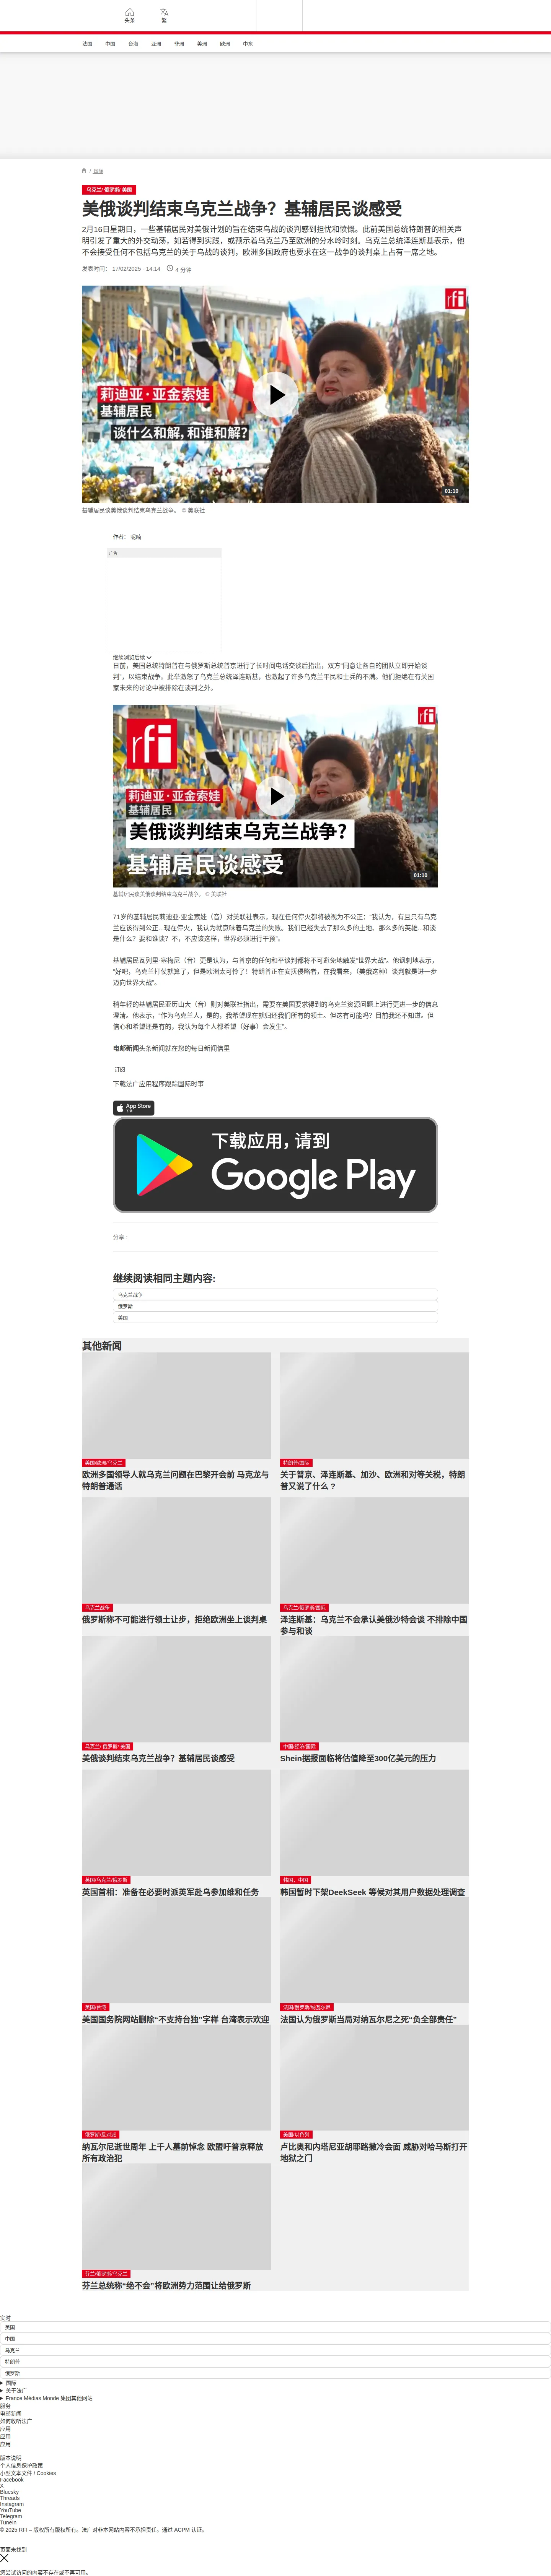 头条
繁
法国 中国 台海 亚洲 非洲 美洲 欧洲 中东
/ 国际
乌克兰/ 俄罗斯/ 美国
美俄谈判结束乌克兰战争？基辅居民谈感受
2月16日星期日，一些基辅居民对美俄计划的旨在结束乌战的谈判感到担忧和愤慨。此前美国总统特朗普的相关声
明引发了重大的外交动荡，如若得到实践，或预示着乌克兰乃至欧洲的分水岭时刻。乌克兰总统泽连斯基表示，他
不会接受任何不包括乌克兰的关于乌战的谈判，欧洲多国政府也要求在这一战争的谈判桌上占有一席之地。
发表时间： 17/02/2025 - 14:14 4 分钟
rfi
莉迪亚·亚金索娃
基辅居民
谈什么和解，和谁和解？
01:10
基辅居民谈美俄谈判结束乌克兰战争。 © 美联社
作者： 呢喃
广告
继续浏览后续
日前，美国总统特朗普在与俄罗斯总统普京进行了长时间电话交谈后指出，双方“同意让各自的团队立即开始谈
判”，以结束战争。此举激怒了乌克兰总统泽连斯基，也激起了许多乌克兰平民和士兵的不满。他们拒绝在有关国
家未来的讨论中被排除在谈判之外。
rfi
rfi
莉迪亚·亚金索娃
基辅居民
美俄谈判结束乌克兰战争？
基辅居民谈感受
01:10
基辅居民谈美俄谈判结束乌克兰战争。 © 美联社
71岁的基辅居民莉迪亚·亚金索娃（音）对美联社表示，现在任何停火都将被视为不公正：“我认为，有且只有乌克
兰应该得到公正...现在停火，我认为就意味着乌克兰的失败。我们已经失去了那么多的土地、那么多的英雄...和谈
是什么？要和谁谈？不，不应该这样，世界必须进行干预”。
基辅居民瓦列里·塞梅尼（音）更是认为，与普京的任何和平谈判都将不可避免地触发“世界大战”。他讽刺地表示，
“好吧，乌克兰打仗就算了，但是欧洲太可怜了！特朗普正在安抚侵略者，在我看来，（美俄这种）谈判就是进一步
迈向世界大战”。
稍年轻的基辅居民亚历山大（音）则对美联社指出，需要在美国要求得到的乌克兰资源问题上进行更进一步的信息
澄清。他表示，“作为乌克兰人，是的，我希望现在就归还我们所有的领土。但这有可能吗？目前我还不知道。但
信心和希望还是有的，我认为每个人都希望（好事）会发生”。
电邮新闻头条新闻就在您的每日新闻信里
订阅
下载法广应用程序跟踪国际时事
App Store
下载
下载应用，请到
Google Play
分享 :
继续阅读相同主题内容:
乌克兰战争
俄罗斯
美国
其他新闻
美国/欧洲/乌克兰
欧洲多国领导人就乌克兰问题在巴黎开会前 马克龙与
特朗普通话
特朗普/国际
关于普京、泽连斯基、加沙、欧洲和对等关税，特朗
普又说了什么 ?
乌克兰战争
俄罗斯称不可能进行领土让步，拒绝欧洲坐上谈判桌
乌克兰/俄罗斯/国际
泽连斯基：乌克兰不会承认美俄沙特会谈 不排除中国
参与和谈
乌克兰/ 俄罗斯/ 美国
美俄谈判结束乌克兰战争？基辅居民谈感受
中国/经济/国际
Shein据报面临将估值降至300亿美元的压力
英国/乌克兰/俄罗斯
英国首相：准备在必要时派英军赴乌参加维和任务
韩国，中国
韩国暂时下架DeekSeek 等候对其用户数据处理调查
美国/台湾
美国国务院网站删除“不支持台独”字样 台湾表示欢迎
法国/俄罗斯/纳瓦尔尼
法国认为俄罗斯当局对纳瓦尔尼之死“负全部责任”
俄罗斯/反对派
纳瓦尔尼逝世周年 上千人墓前悼念 欧盟吁普京释放
所有政治犯
美国/以色列
卢比奥和内塔尼亚胡耶路撒冷会面 威胁对哈马斯打开
地狱之门
芬兰/俄罗斯/乌克兰
芬兰总统称“绝不会”将欧洲势力范围让给俄罗斯
实时
美国
中国
乌克兰
特朗普
俄罗斯
国际
关于法广
France Médias Monde 集团其他网站
服务
电邮新闻
如何收听法广
应用
应用
应用
版本说明
个人信息保护政策
小型文本文件 / Cookies
Facebook
X
Bluesky
Threads
Instagram
YouTube
Telegram
TuneIn
© 2025 RFI – 版权所有版权所有。法广对非本网站内容不承担责任。通过 ACPM 认证。
页面未找到
您尝试访问的内容不存在或不再可用。